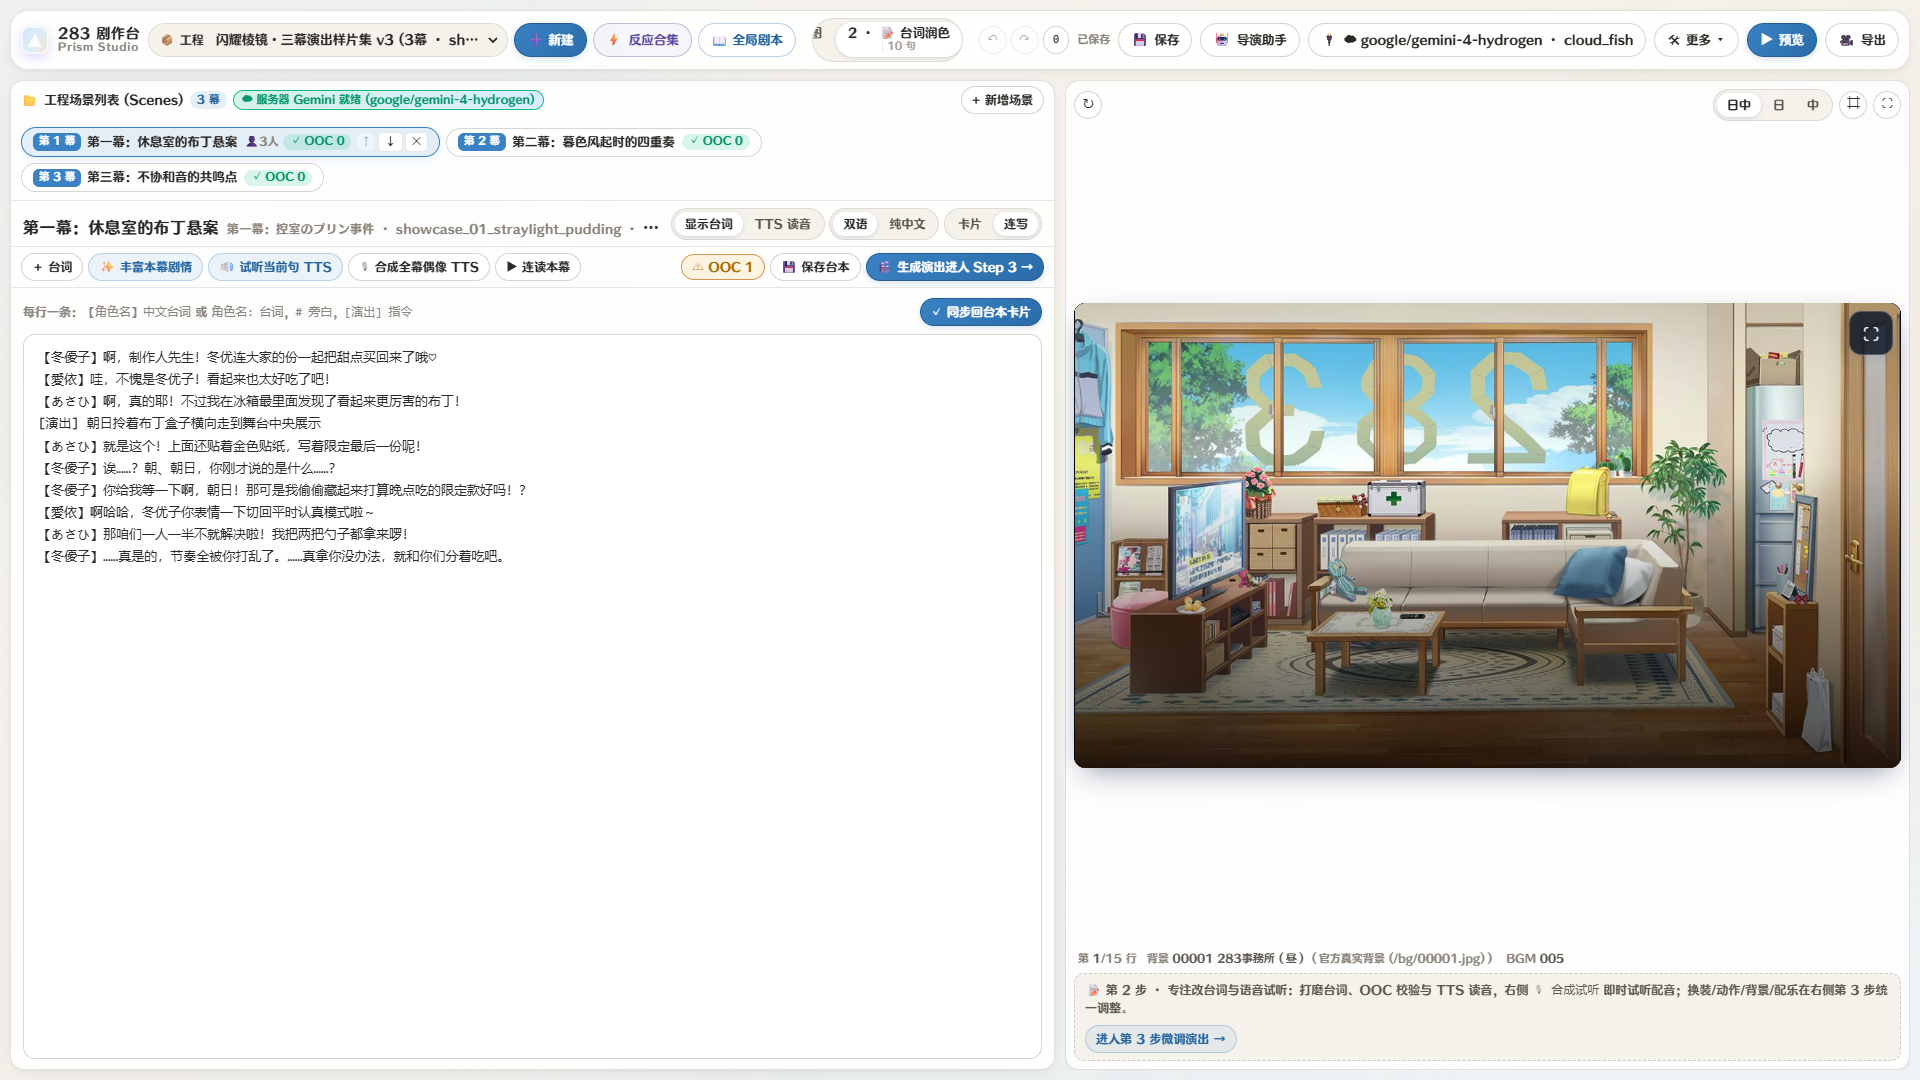 283 剧作台
Prism Studio
工程 闪耀棱镜・三幕演出样片集 v3 (3幕 ・ sh…
新建
反应合集
全局剧本
2 ・ 台词润色
10 句
0
已保存
保存
导演助手
google/gemini-4-hydrogen ・ cloud_fish
更多
预览
导出
工程场景列表 (Scenes)
3 幕
服务器 Gemini 就绪 (google/gemini-4-hydrogen)
+ 新增场景
第 1 幕 第一幕：休息室的布丁悬案 3人 ✓ OOC 0 ↑ ↓ ×
第 2 幕 第二幕：暮色风起时的四重奏 ✓ OOC 0
第 3 幕 第三幕：不协和音的共鸣点 ✓ OOC 0
第一幕：休息室的布丁悬案 第一幕：控室のプリン事件 ・ showcase_01_straylight_pudding ・ …
显示台词 TTS 读音
双语 纯中文
卡片 连写
+ 台词
丰富本幕剧情
试听当前句 TTS
合成全幕偶像 TTS
▶ 连读本幕
⚠ OOC 1
保存台本
生成演出进入 Step 3 →
每行一条：【角色名】中文台词 或 角色名：台词，# 旁白，[演出] 指令
✓ 同步回台本卡片
【冬優子】啊，制作人先生！冬优连大家的份一起把甜点买回来了哦♡
【愛依】哇，不愧是冬优子！看起来也太好吃了吧！
【あさひ】啊，真的耶！不过我在冰箱最里面发现了看起来更厉害的布丁！
[演出] 朝日拎着布丁盒子横向走到舞台中央展示
【あさひ】就是这个！上面还贴着金色贴纸，写着限定最后一份呢！
【冬優子】诶……？朝、朝日，你刚才说的是什么……？
【冬優子】你给我等一下啊，朝日！那可是我偷偷藏起来打算晚点吃的限定款好吗！？
【愛依】啊哈哈，冬优子你表情一下切回平时认真模式啦～
【あさひ】那咱们一人一半不就解决啦！我把两把勺子都拿来啰！
【冬優子】……真是的，节奏全被你打乱了。……真拿你没办法，就和你们分着吃吧。
日中 日 中
283
第 1/15 行 背景 00001 283事務所（昼）（官方真实背景 (/bg/00001.jpg)） BGM 005
第 2 步 ・ 专注改台词与语音试听：打磨台词、OOC 校验与 TTS 读音，右侧 合成试听 即时试听配音；换装/动作/背景/配乐在右侧第 3 步统
一调整。
进入第 3 步微调演出 →